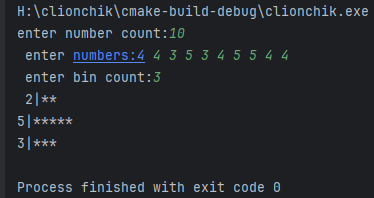 H:\clionchik\cmake-build-debug\clionchik.exe
enter number count:10
enter numbers:4 4 3 5 3 4 5 5 4 4
enter bin count:3
2|**
5|*****
3|***
Process finished with exit code 0